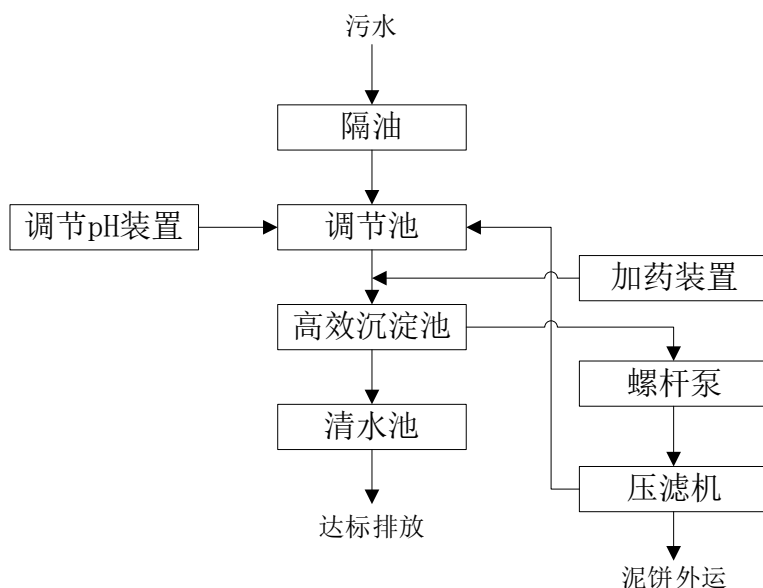 污水
隔油
调节pH装置
调节池
加药装置
高效沉淀池
螺杆泵
清水池
压滤机
达标排放
泥饼外运